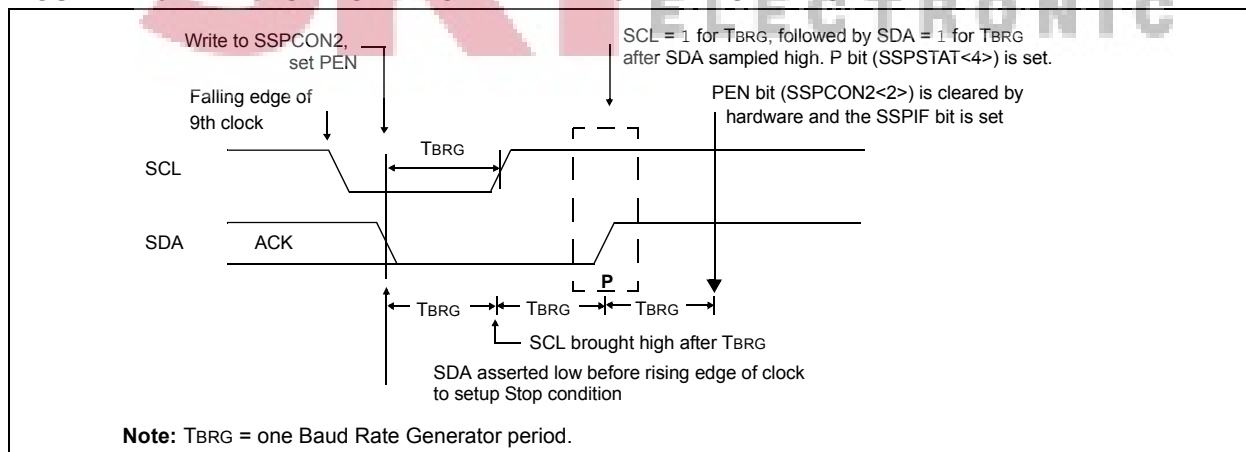 ELECTRONIC
Write to SSPCON2,
set PEN
SCL = 1 for TBRG, followed by SDA = 1 for TBRG
after SDA sampled high. P bit (SSPSTAT<4>) is set.
Falling edge of
9th clock
PEN bit (SSPCON2<2>) is cleared by
hardware and the SSPIF bit is set
TBRG
SCL
SDA
ACK
P
TBRG
TBRG
TBRG
SCL brought high after TBRG
SDA asserted low before rising edge of clock
to setup Stop condition
Note: TBRG = one Baud Rate Generator period.